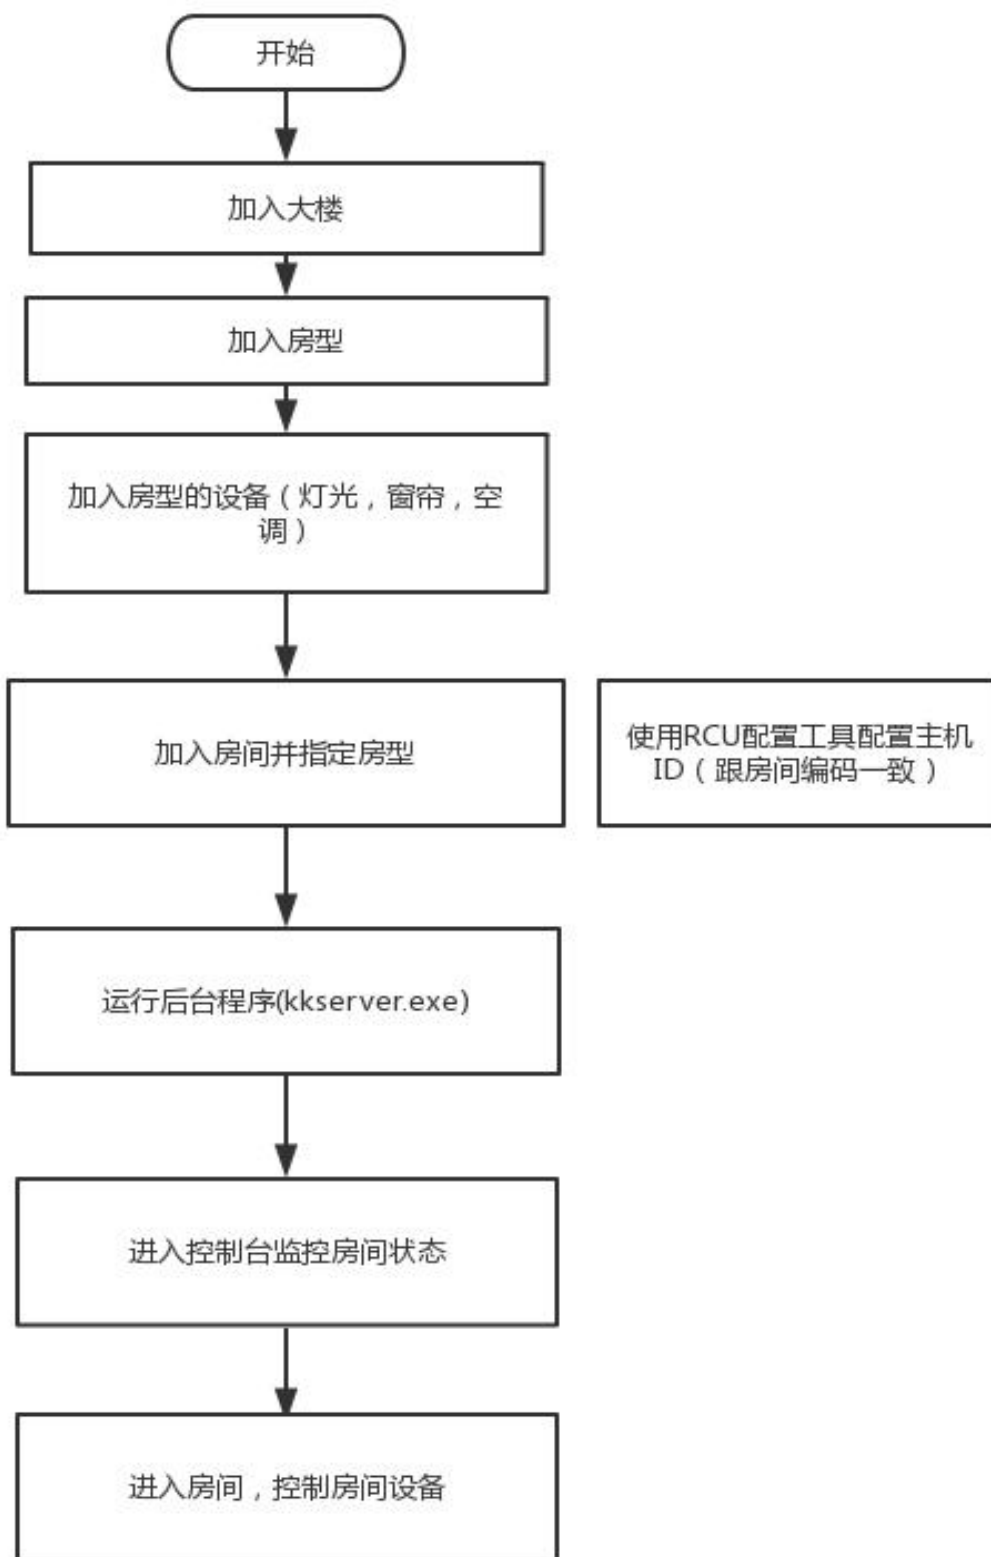 开始
加入大楼
加入房型
加入房型的设备（灯光，窗帘，空
调）
加入房间并指定房型
使用RCU配置工具配置主机
ID（跟房间编码一致）
运行后台程序(kkserver.exe)
进入控制台监控房间状态
进入房间，控制房间设备